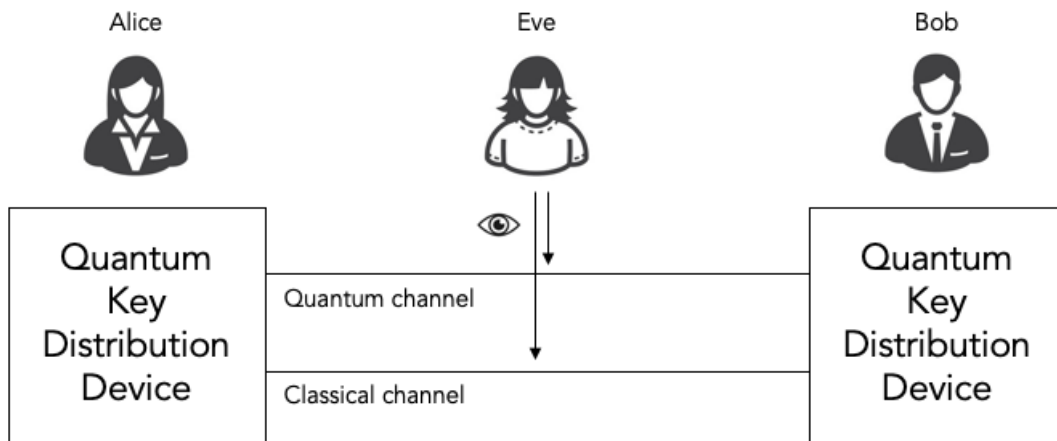 Alice
Eve
Bob
Quantum
Key
Distribution
Device
Quantum channel
Classical channel
Quantum
Key
Distribution
Device